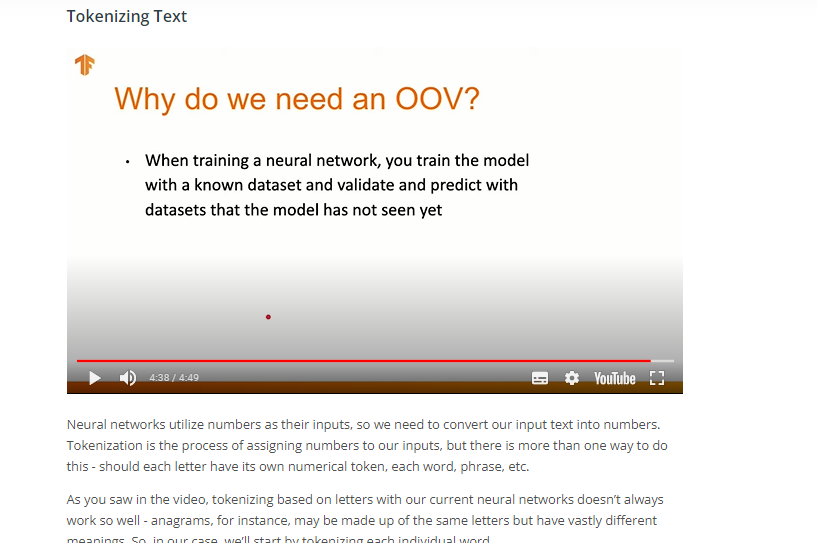 Tokenizing Text
Why do we need an OOV?
• When training a neural network, you train the model
with a known dataset and validate and predict with
datasets that the model has not seen yet
4:38 / 4:49
YouTube
Neural networks utilize numbers as their inputs, so we need to convert our input text into numbers.
Tokenization is the process of assigning numbers to our inputs, but there is more than one way to do
this - should each letter have its own numerical token, each word, phrase, etc.
As you saw in the video, tokenizing based on letters with our current neural networks doesn't always
work so well - anagrams, for instance, may be made up of the same letters but have vastly different
meanings. So, in our case, we'll start by tokenizing each individual word.